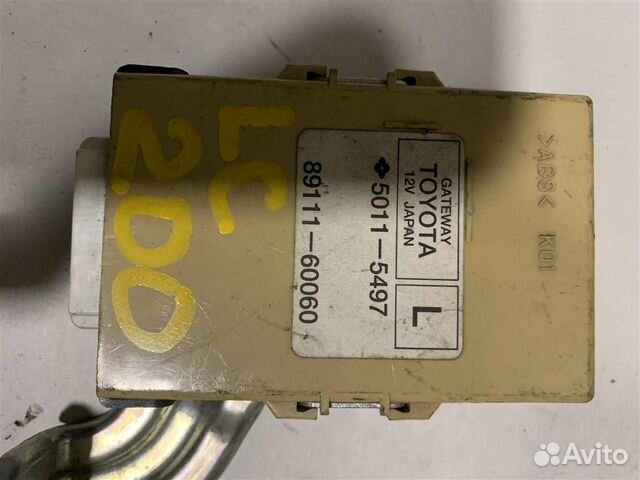 LC
200
GATEWAY
TOYOTA
12V JAPAN
L
5011-5497
89111-60060
>ABS< K01
Avito